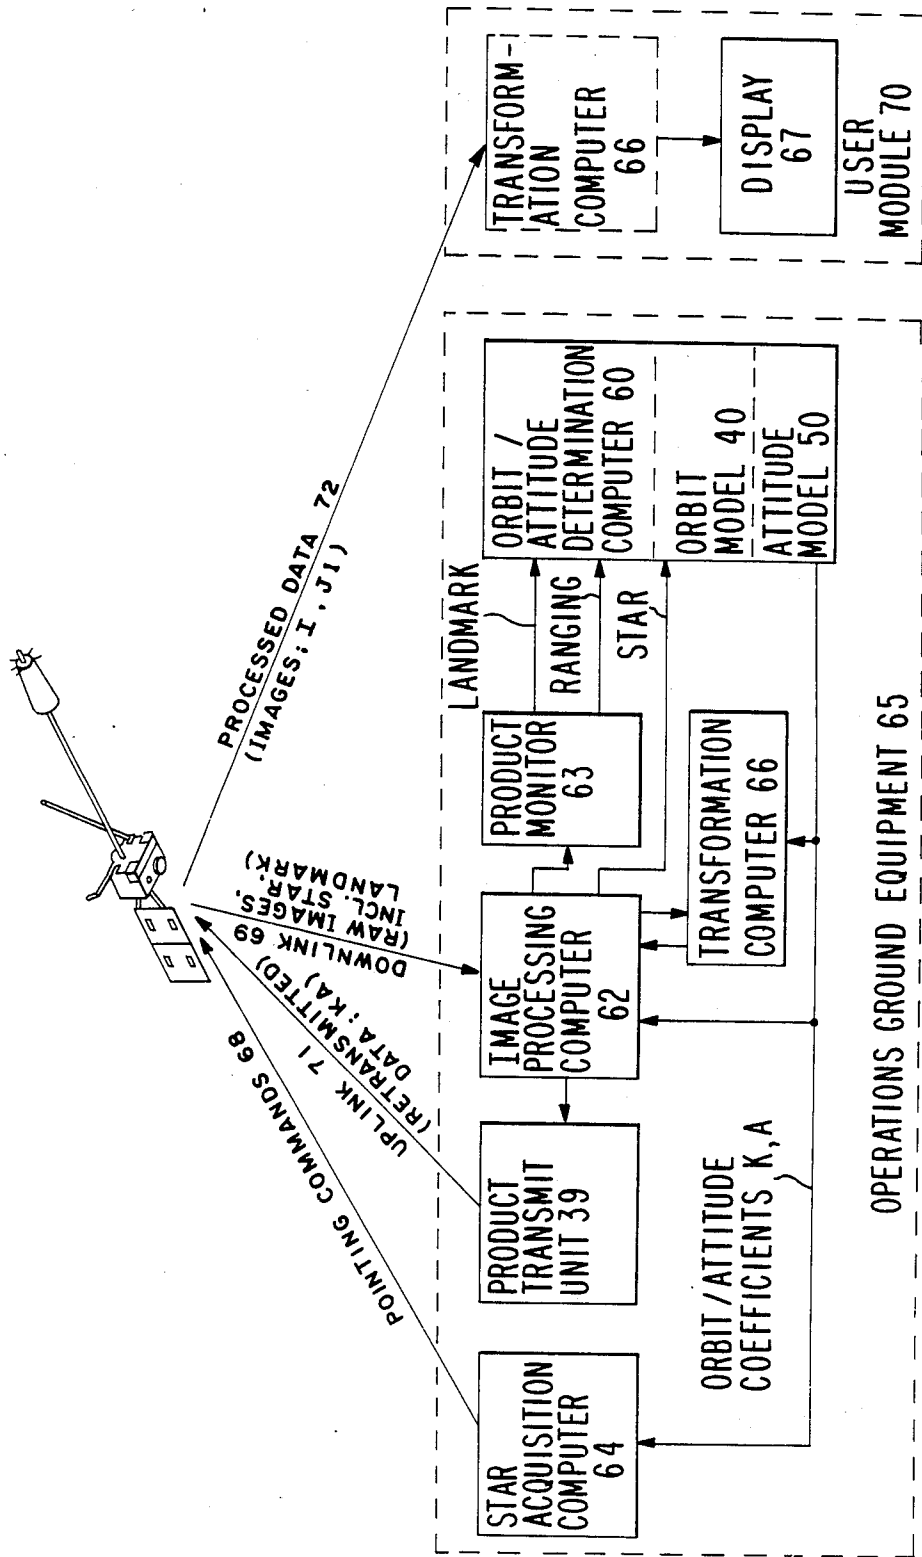 PROCESSED DATA 72
(IMAGES; I, J1)
DOWNLINK 69
(RAW IMAGES,
INCL. STAR,
LANDMARK)
UPLINK 71
(RETRANSMITTED
DATA; KA)
POINTING COMMANDS 68
STAR
ACQUISITION
COMPUTER
64
PRODUCT
TRANSMIT
UNIT 39
IMAGE
PROCESSING
COMPUTER
62
PRODUCT
MONITOR
63
LANDMARK
RANGING
STAR
ORBIT /
ATTITUDE
DETERMINATION
COMPUTER 60
ORBIT
MODEL 40
ATTITUDE
MODEL 50
TRANSFORMATION
COMPUTER 66
ORBIT/ATTITUDE
COEFFICIENTS K,A
OPERATIONS GROUND EQUIPMENT 65
TRANSFORM-
ATION
COMPUTER
66
DISPLAY
67
USER
MODULE 70